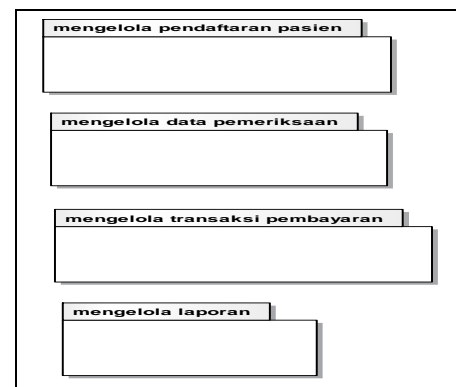 mengelola pendaftaran pasien
mengelola data pemeriksaan
mengelola transaksi pembayaran
mengelola laporan